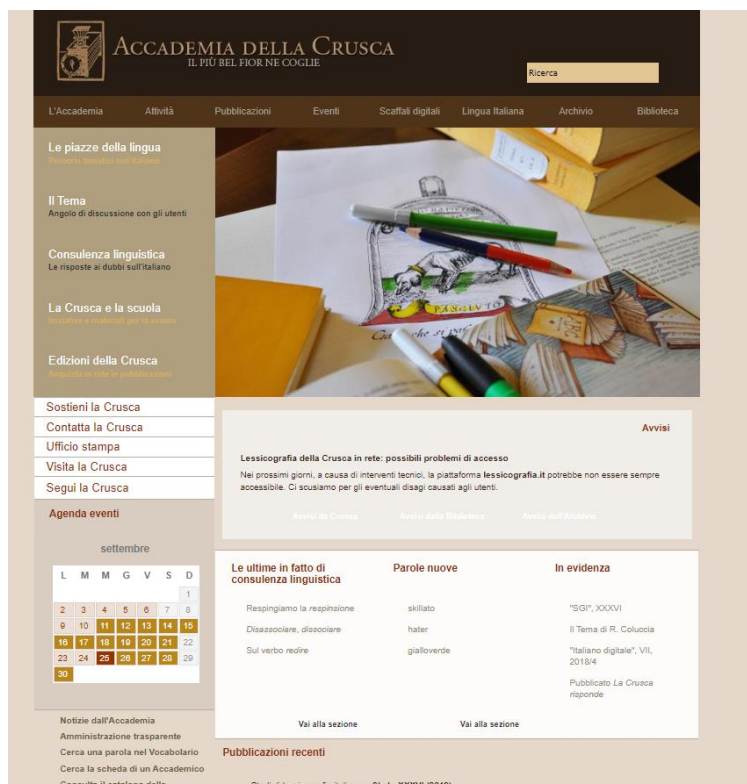 ACCADEMIA DELLA CRUSCA
IL PIÙ BEL FIOR NE COGLIE
Ricerca
L'Accademia
Attività
Pubblicazioni
Eventi
Scaffali digitali
Lingua Italiana
Archivio
Biblioteca
Le piazze della lingua
Percorsi tematici sull'italiano
Il Tema
Angolo di discussione con gli utenti
Consulenza linguistica
Le risposte ai dubbi sull'italiano
La Crusca e la scuola
Iniziative e materiali per la scuola
Edizioni della Crusca
Acquista in rete le pubblicazioni
Sostieni la Crusca
Contatta la Crusca
Ufficio stampa
Visita la Crusca
Segui la Crusca
Agenda eventi
settembre
L M M G V S D
1
2 3 4 5 6 7 8
9 10 11 12 13 14 15
16 17 18 19 20 21 22
23 24 25 26 27 28 29
30
Notizie dall'Accademia
Amministrazione trasparente
Cerca una parola nel Vocabolario
Cerca la scheda di un Accademico
Avvisi
Lessicografia della Crusca in rete: possibili problemi di accesso
Nei prossimi giorni, a causa di interventi tecnici, la piattaforma lessicografia.it potrebbe non essere sempre
accessibile. Ci scusiamo per gli eventuali disagi causati agli utenti.
Avvisi da Crusca
Avvisi dalla Biblioteca
Avvisi dall'Archivio
Le ultime in fatto di
consulenza linguistica
Respingiamo la respinsione
Disassociare, dissociare
Sul verbo redire
Vai alla sezione
Parole nuove
skillato
hater
gialloverde
Vai alla sezione
In evidenza
"SGI", XXXVI
Il Tema di R. Coluccia
"Italiano digitale", VII,
2018/4
Pubblicato La Crusca
risponde
Pubblicazioni recenti